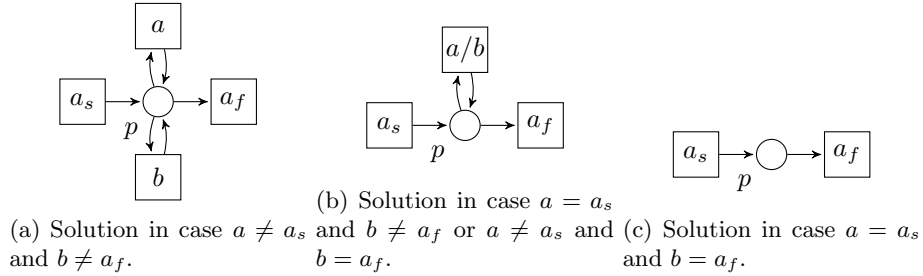 a
a_s
a_f
p
b
(a) Solution in case a ≠ a_s
and b ≠ a_f.
a/b
a_s
a_f
p
(b) Solution in case a = a_s
and b ≠ a_f or a ≠ a_s and
b = a_f.
a_s
a_f
p
(c) Solution in case a = a_s
and b = a_f.